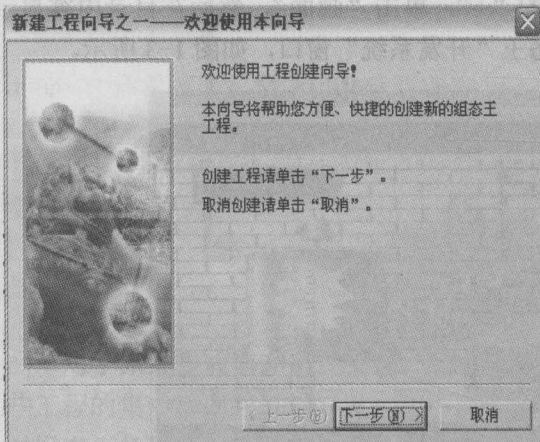 新建工程向导之一——欢迎使用本向导
欢迎使用工程创建向导!
本向导将帮助您方便、快捷的创建新的组态王
工程。
创建工程请单击“下一步”。
取消创建请单击“取消”。
< 上一步(B) 下一步(N) > 取消